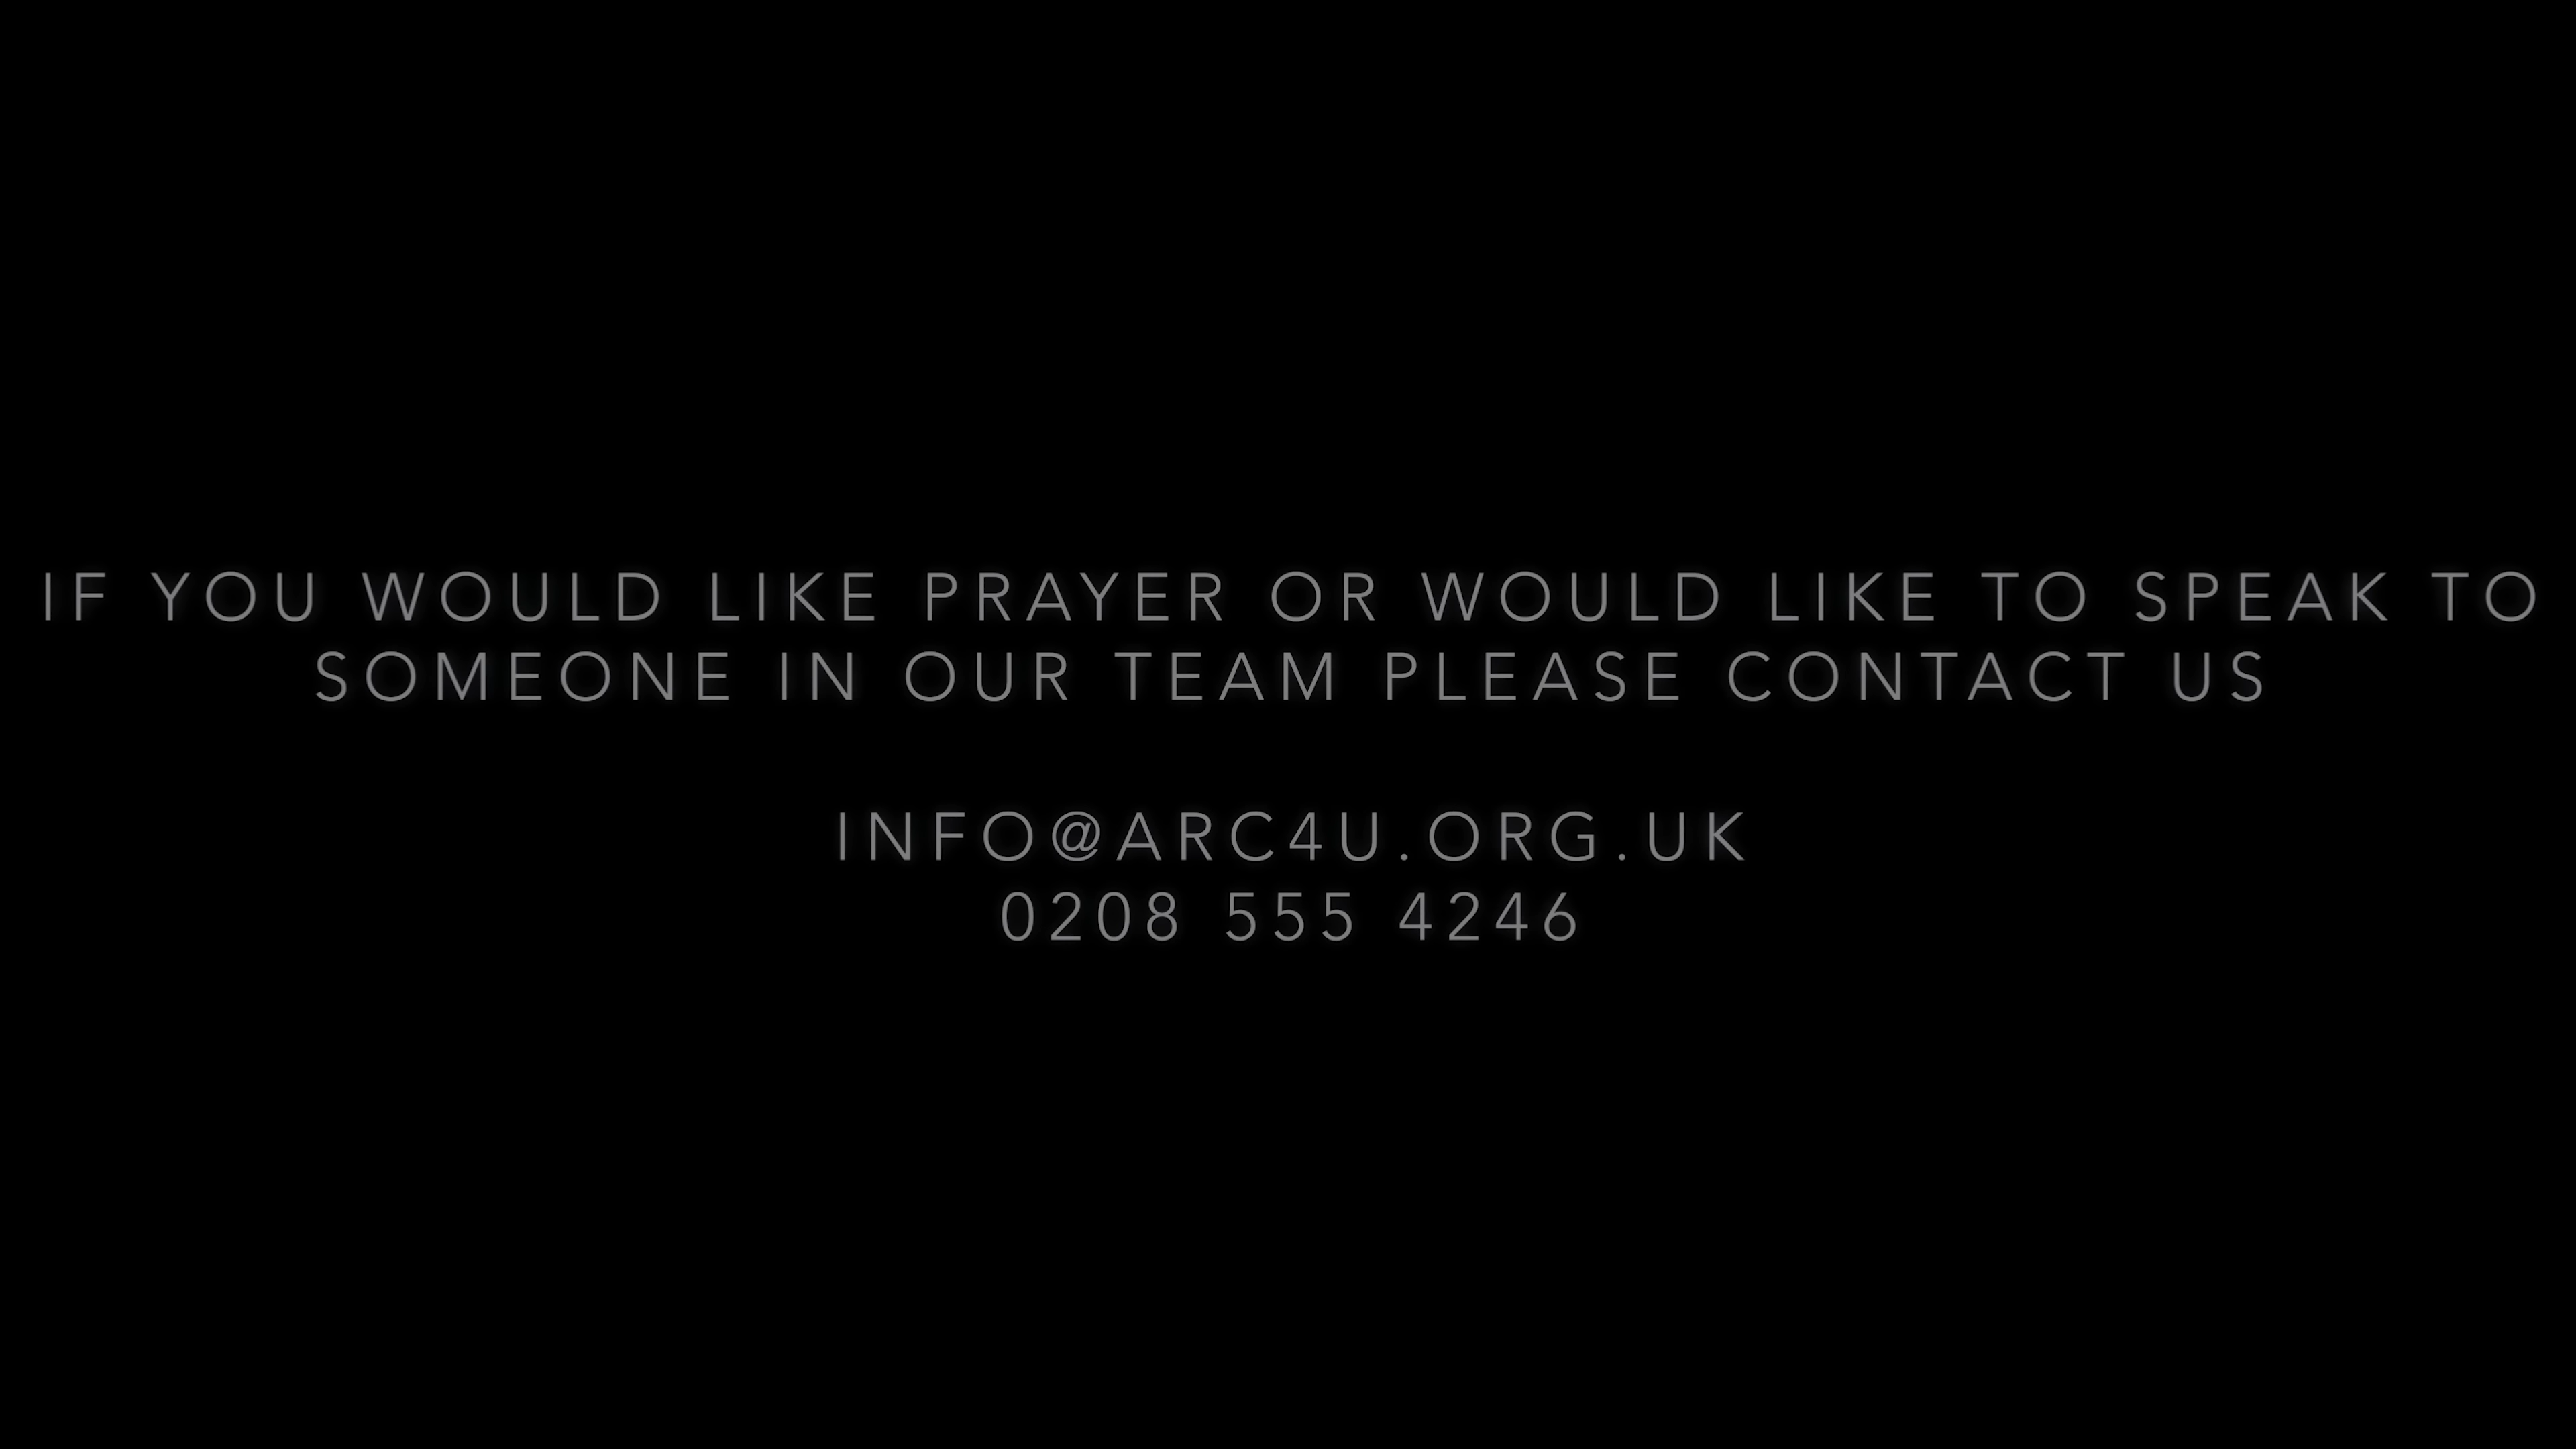 IF YOU WOULD LIKE PRAYER OR WOULD LIKE TO SPEAK TO
SOMEONE IN OUR TEAM PLEASE CONTACT US
INFO@ARC4U.ORG.UK
0208 555 4246